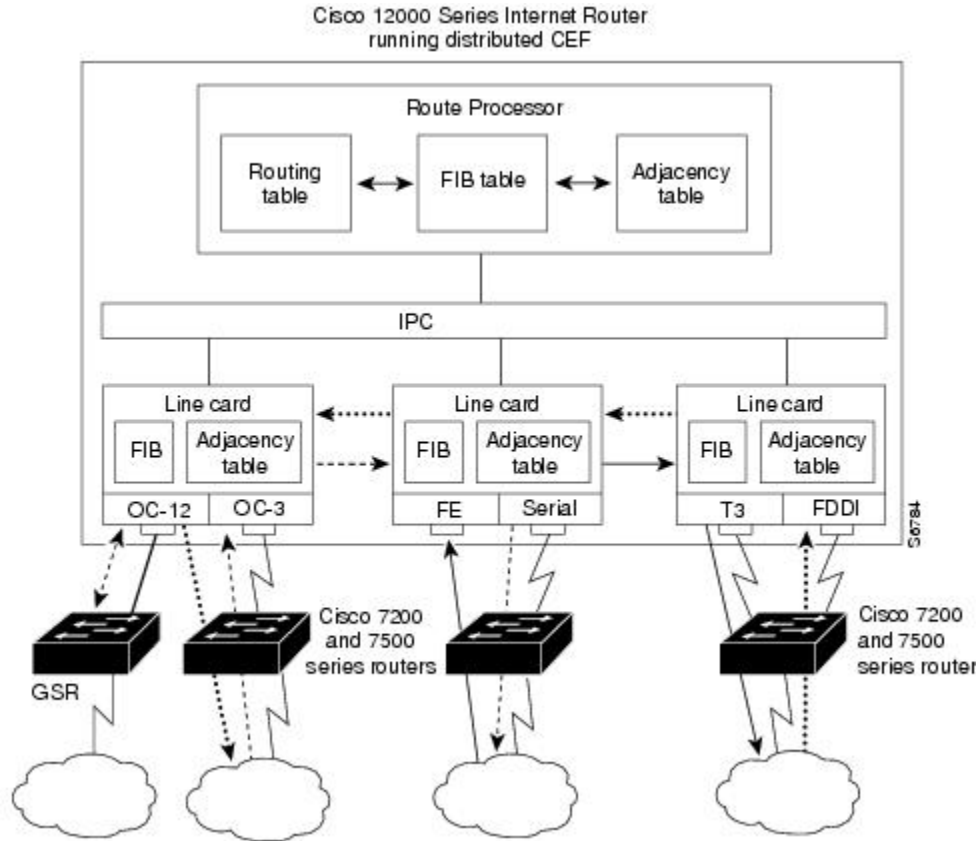 Cisco 12000 Series Internet Router
running distributed CEF
Route Processor
Routing
table
FIB table
Adjacency
table
IPC
Line card
FIB
Adjacency
table
OC-12
OC-3
Line card
FIB
Adjacency
table
FE
Serial
Line card
FIB
Adjacency
table
T3
FDDI
S6784
GSR
Cisco 7200
and 7500
series routers
Cisco 7200
and 7500
series router